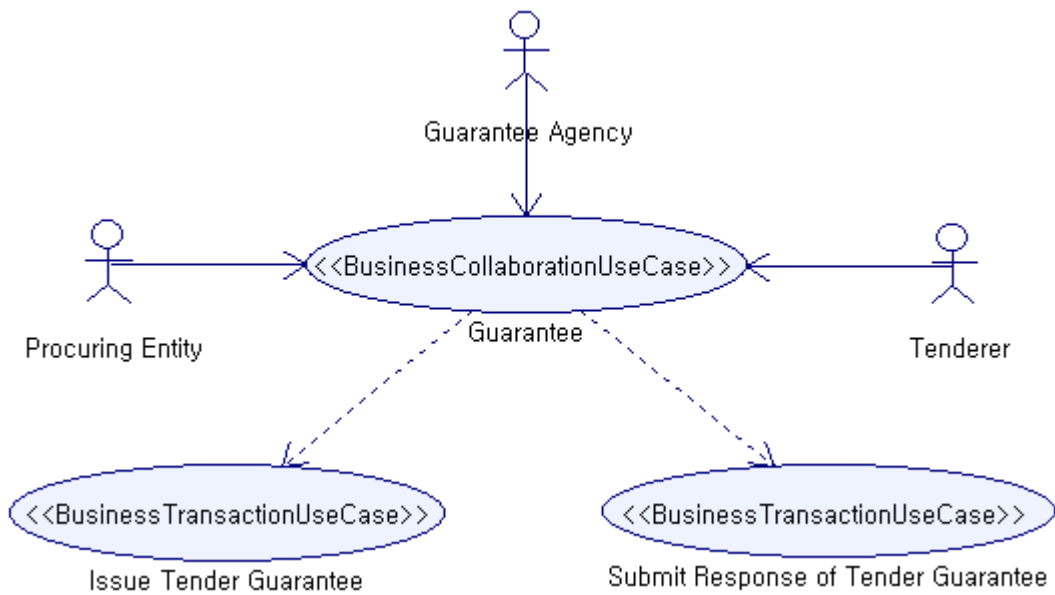 Guarantee Agency
<<BusinessCollaborationUseCase>>
Guarantee
Procuring Entity
Tenderer
<<BusinessTransactionUseCase>>
Issue Tender Guarantee
<<BusinessTransactionUseCase>>
Submit Response of Tender Guarantee